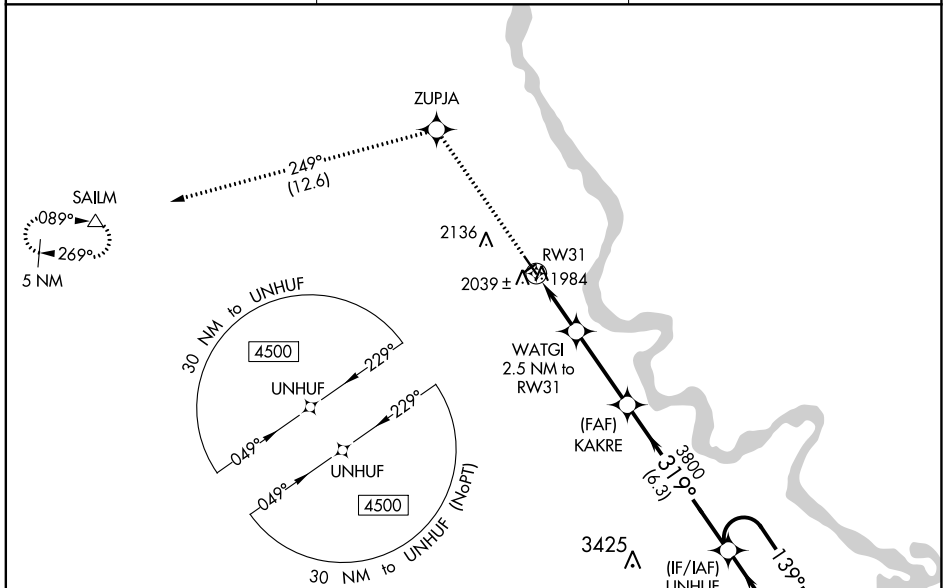 ZUPJA
249°
(12.6)
SAILM
089°
269°
5 NM
2136
RW31
2039 ±
1984
30 NM to UNHUF
4500
229°
UNHUF
049°
WATGI
2.5 NM to
RW31
229°
UNHUF
049°
4500
30 NM to UNHUF (NoPT)
(FAF)
KAKRE
3800
319°
(6.3)
3425
(IF/IAF)
UNHUF
139°